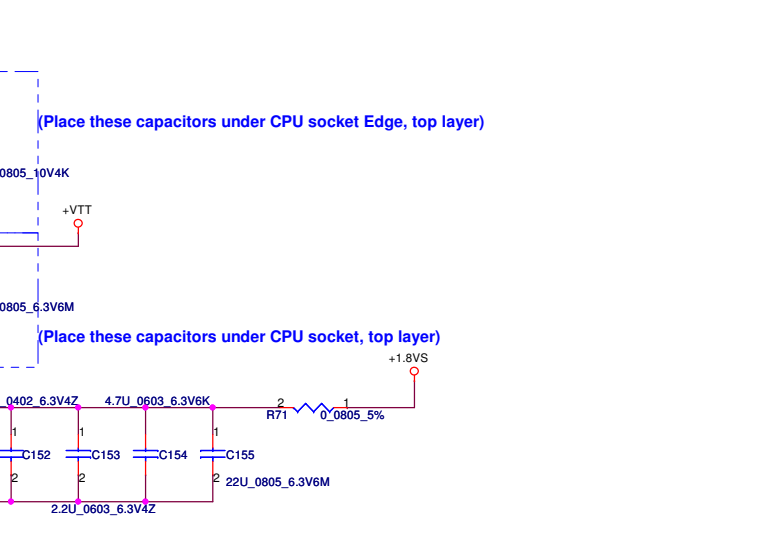 (Place these capacitors under CPU socket Edge, top layer)
0805_10V4K
+VTT
0805_6.3V6M
(Place these capacitors under CPU socket, top layer)
+1.8VS
_0402_6.3V4Z 4.7U_0603_6.3V6K 2 1
R71 0_0805_5%
1 1 1
C152 C153 C154 C155
2 2 2 22U_0805_6.3V6M
2.2U_0603_6.3V4Z